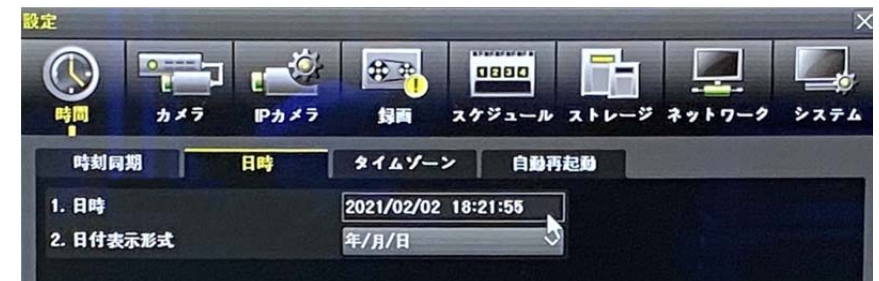 設定
時間 カメラ IPカメラ 録画 スケジュール ストレージ ネットワーク システム
時刻同期 日時 タイムゾーン 自動再起動
1. 日時 2021/02/02 18:21:55
2. 日付表示形式 年/月/日